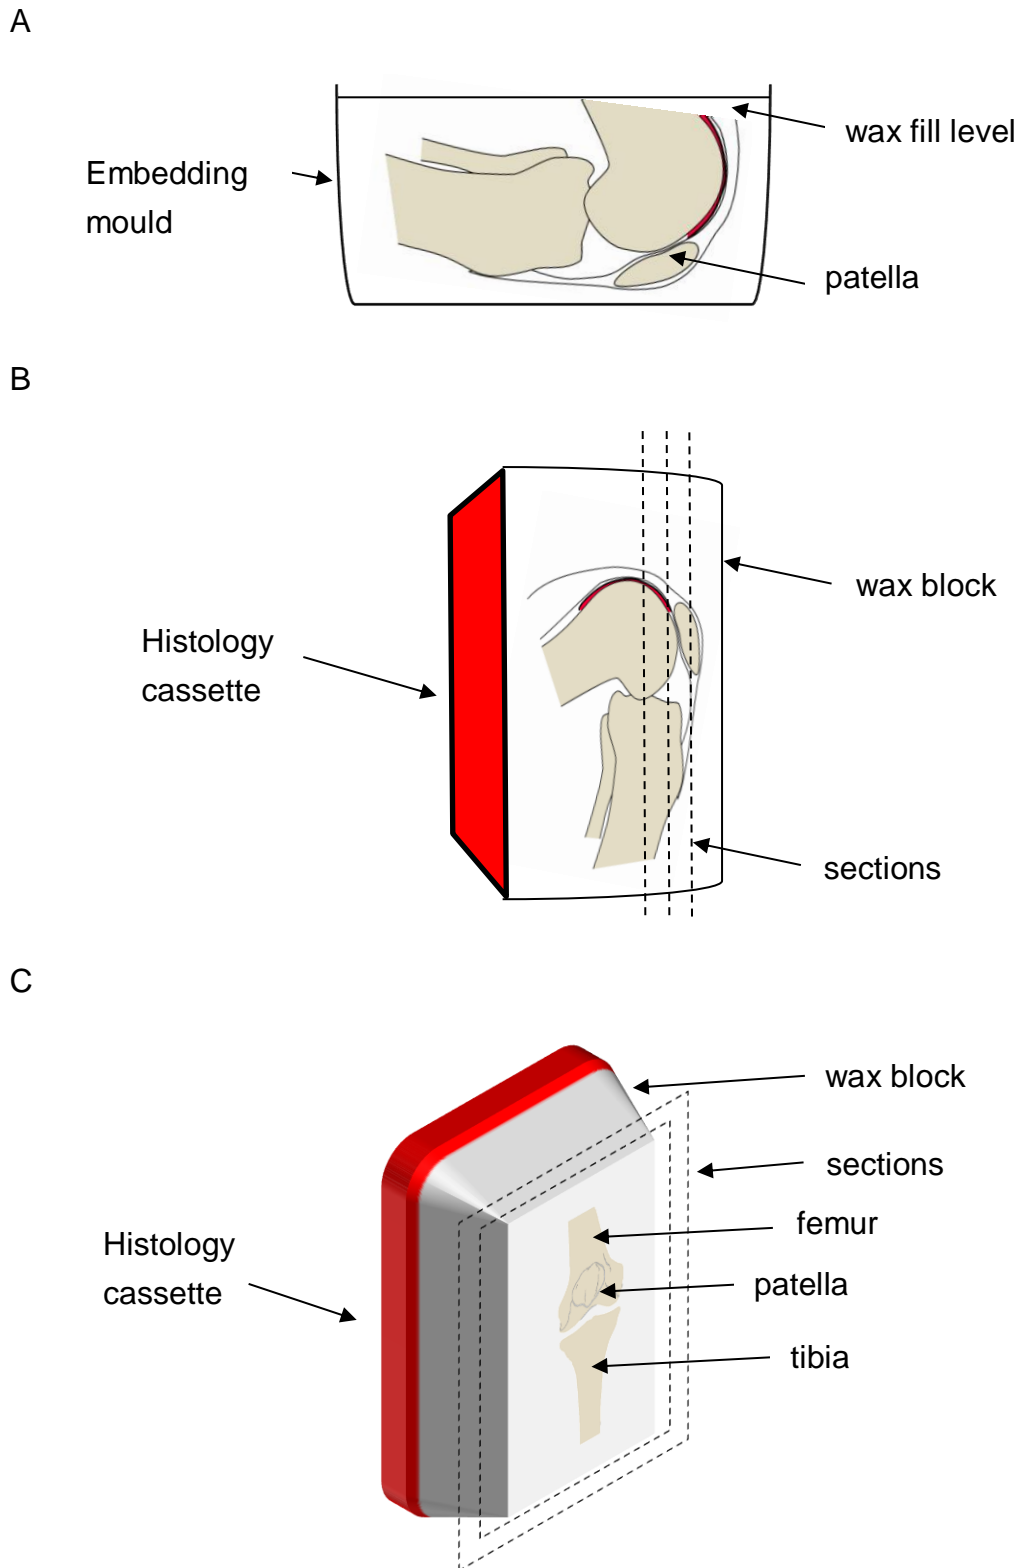 A
wax fill level
Embedding
mould
patella
B
wax block
Histology
cassette
sections
C
wax block
sections
femur
Histology
cassette
patella
tibia